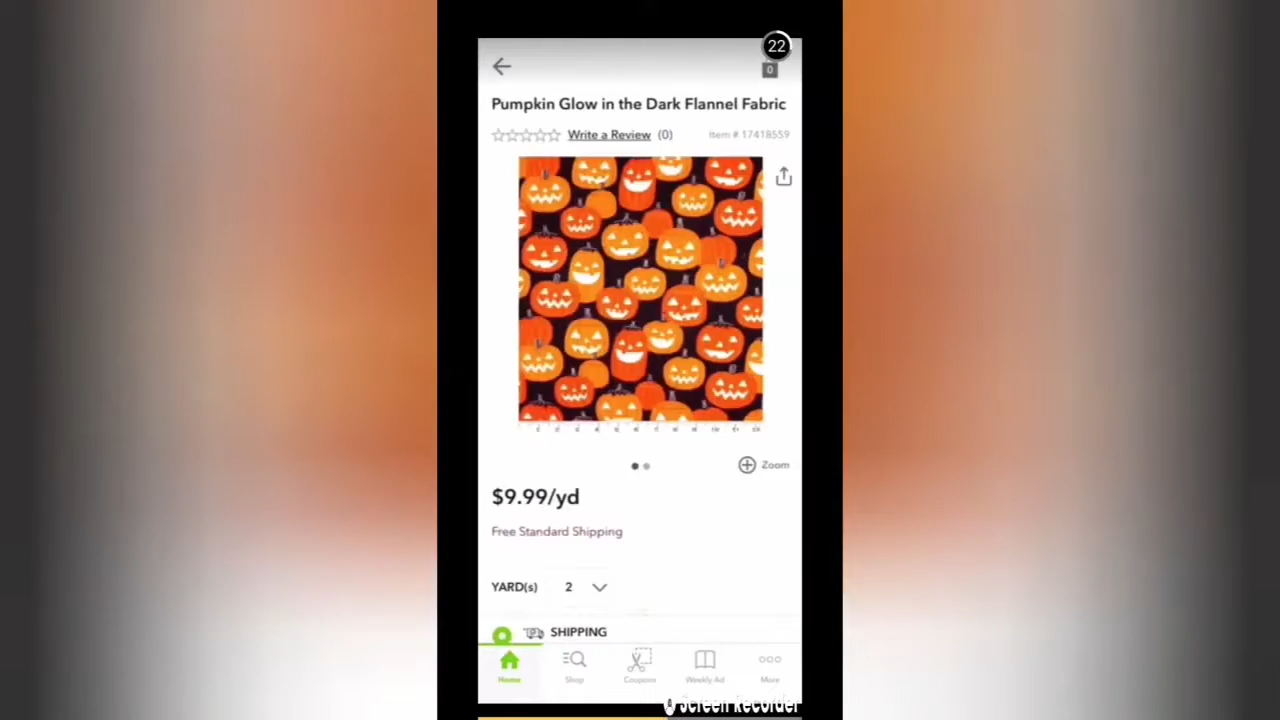 22
0
Pumpkin Glow in the Dark Flannel Fabric
Write a Review (0) Item # 17418559
Zoom
$9.99/yd
Free Standard Shipping
YARD(s) 2
SHIPPING
Home Shop Coupons Weekly Ad More
Screen Recorder